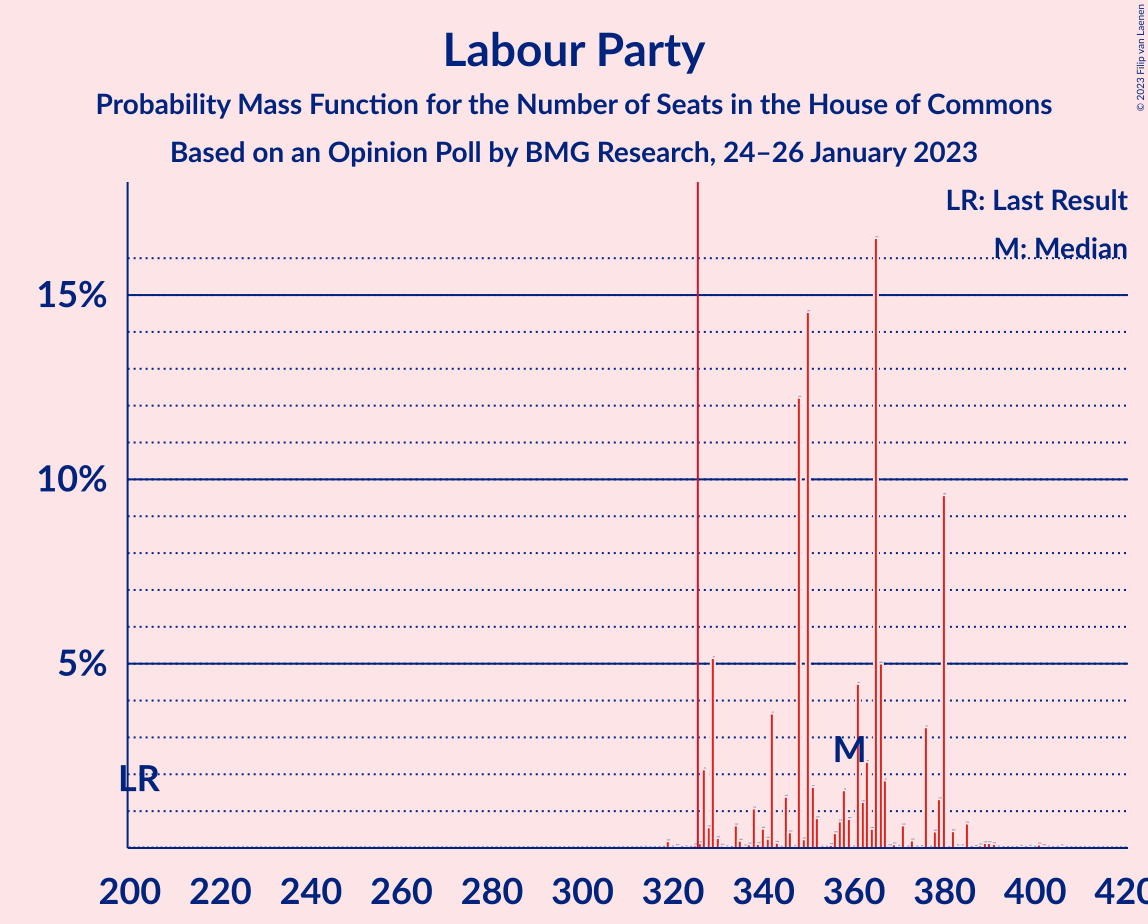 Labour Party
Probability Mass Function for the Number of Seats in the House of Commons
Based on an Opinion Poll by BMG Research, 24–26 January 2023
© 2023 Filip van Laenen
LR: Last Result
M: Median
15%
10%
5%
M
LR
200 220 240 260 280 300 320 340 360 380 400 420